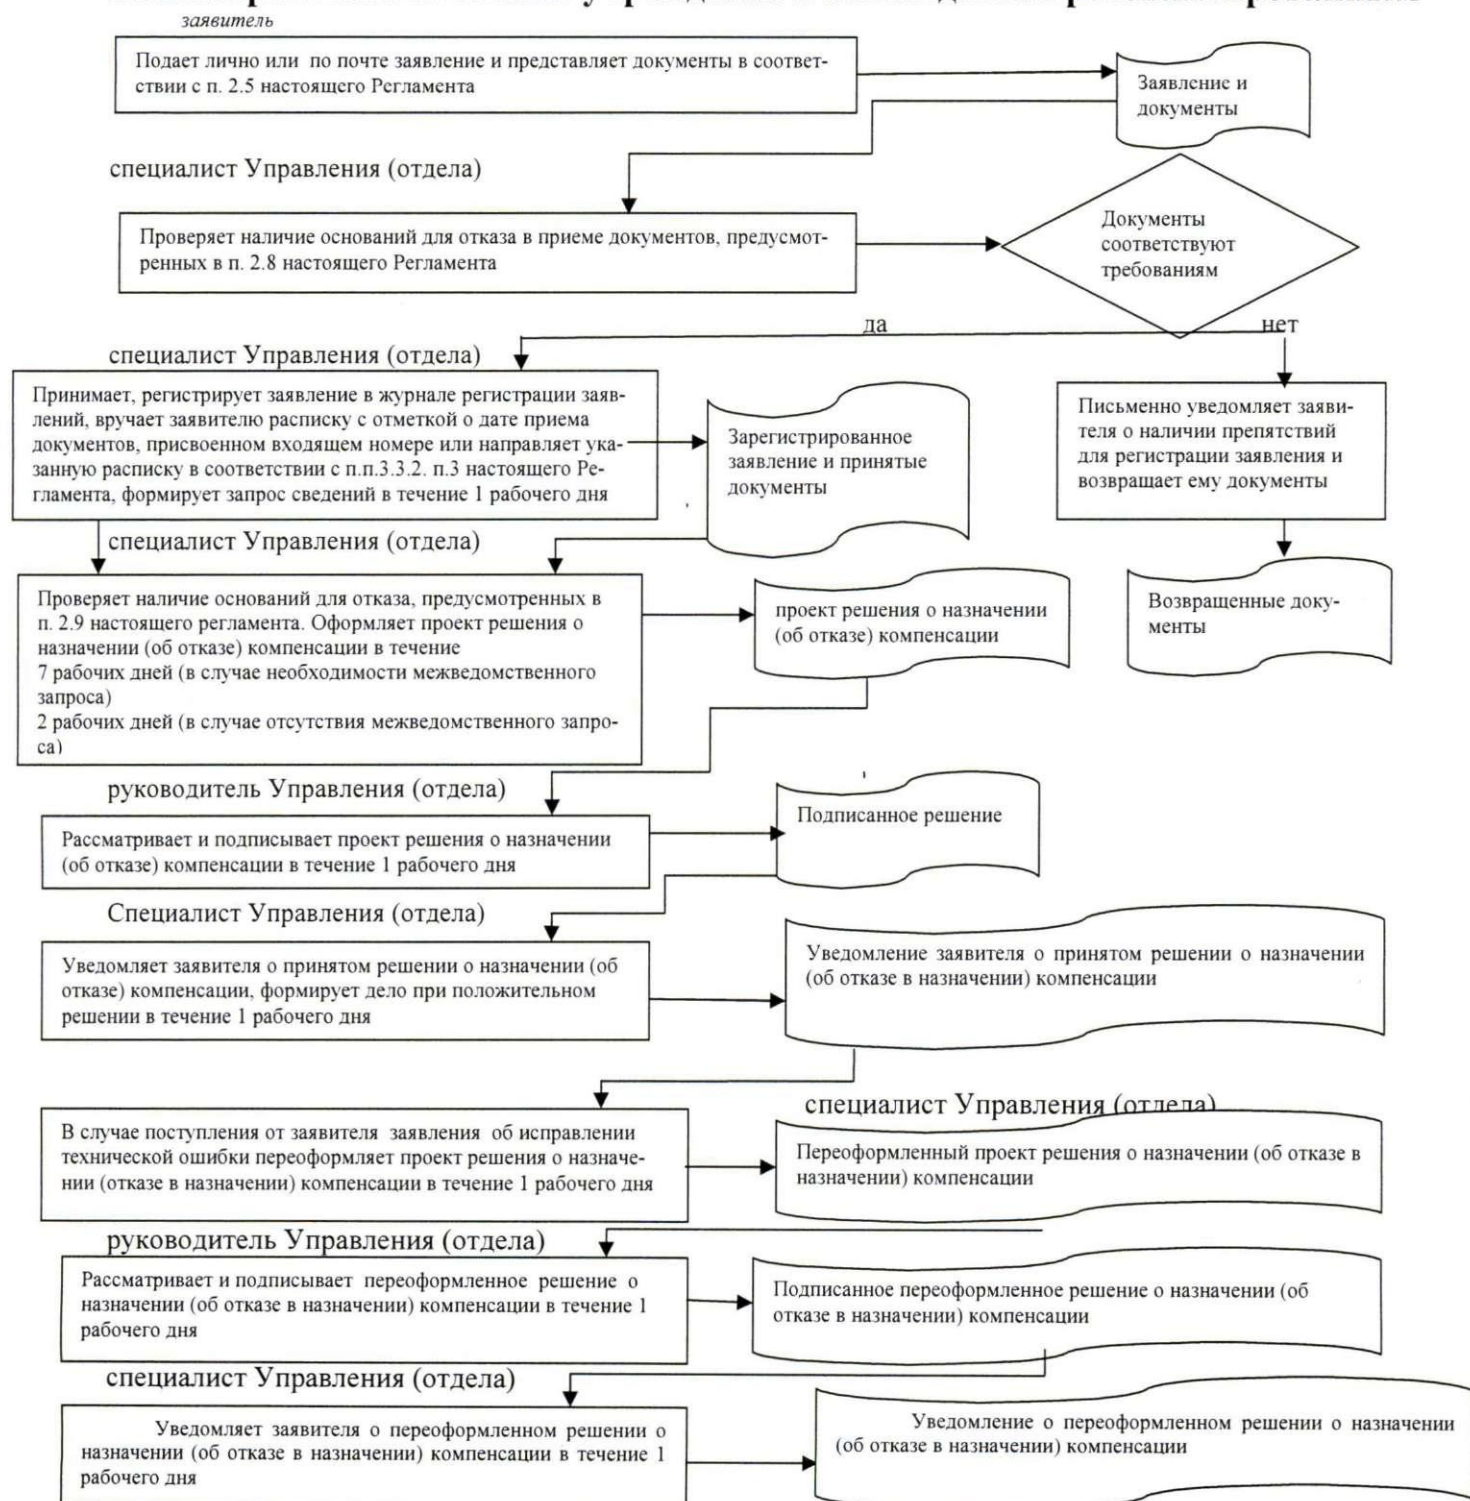 заявитель
Подает лично или по почте заявление и представляет документы в соответ-
ствии с п. 2.5 настоящего Регламента
Заявление и
документы
специалист Управления (отдела)
Проверяет наличие оснований для отказа в приеме документов, предусмот-
ренных в п. 2.8 настоящего Регламента
Документы
соответствуют
требованиям
да
нет
специалист Управления (отдела)
Принимает, регистрирует заявление в журнале регистрации заяв-
лений, вручает заявителю расписку с отметкой о дате приема
документов, присвоенном входящем номере или направляет ука-
занную расписку в соответствии с п.п.3.3.2. п.3 настоящего Ре-
гламента, формирует запрос сведений в течение 1 рабочего дня
Зарегистрированное
заявление и принятые
документы
Письменно уведомляет заяви-
теля о наличии препятствий
для регистрации заявления и
возвращает ему документы
специалист Управления (отдела)
Проверяет наличие оснований для отказа, предусмотренных в
п. 2.9 настоящего регламента. Оформляет проект решения о
назначении (об отказе) компенсации в течение
7 рабочих дней (в случае необходимости межведомственного
запроса)
2 рабочих дней (в случае отсутствия межведомственного запро-
са)
проект решения о назначении
(об отказе) компенсации
Возвращенные доку-
менты
руководитель Управления (отдела)
Рассматривает и подписывает проект решения о назначении
(об отказе) компенсации в течение 1 рабочего дня
Подписанное решение
Специалист Управления (отдела)
Уведомляет заявителя о принятом решении о назначении (об
отказе) компенсации, формирует дело при положительном
решении в течение 1 рабочего дня
Уведомление заявителя о принятом решении о назначении
(об отказе в назначении) компенсации
специалист Управления (отдела)
В случае поступления от заявителя заявления об исправлении
технической ошибки переоформляет проект решения о назначе-
нии (отказе в назначении) компенсации в течение 1 рабочего дня
Переоформленный проект решения о назначении (об отказе в
назначении) компенсации
руководитель Управления (отдела)
Рассматривает и подписывает переоформленное решение о
назначении (об отказе в назначении) компенсации в течение 1
рабочего дня
Подписанное переоформленное решение о назначении (об
отказе в назначении) компенсации
специалист Управления (отдела)
Уведомляет заявителя о переоформленном решении о
назначении (об отказе в назначении) компенсации в течение 1
рабочего дня
Уведомление о переоформленном решении о назначении
(об отказе в назначении) компенсации